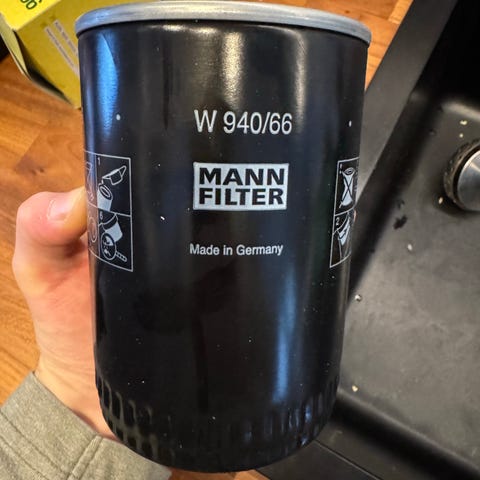 W 940/66
MANN
FILTER
Made in Germany